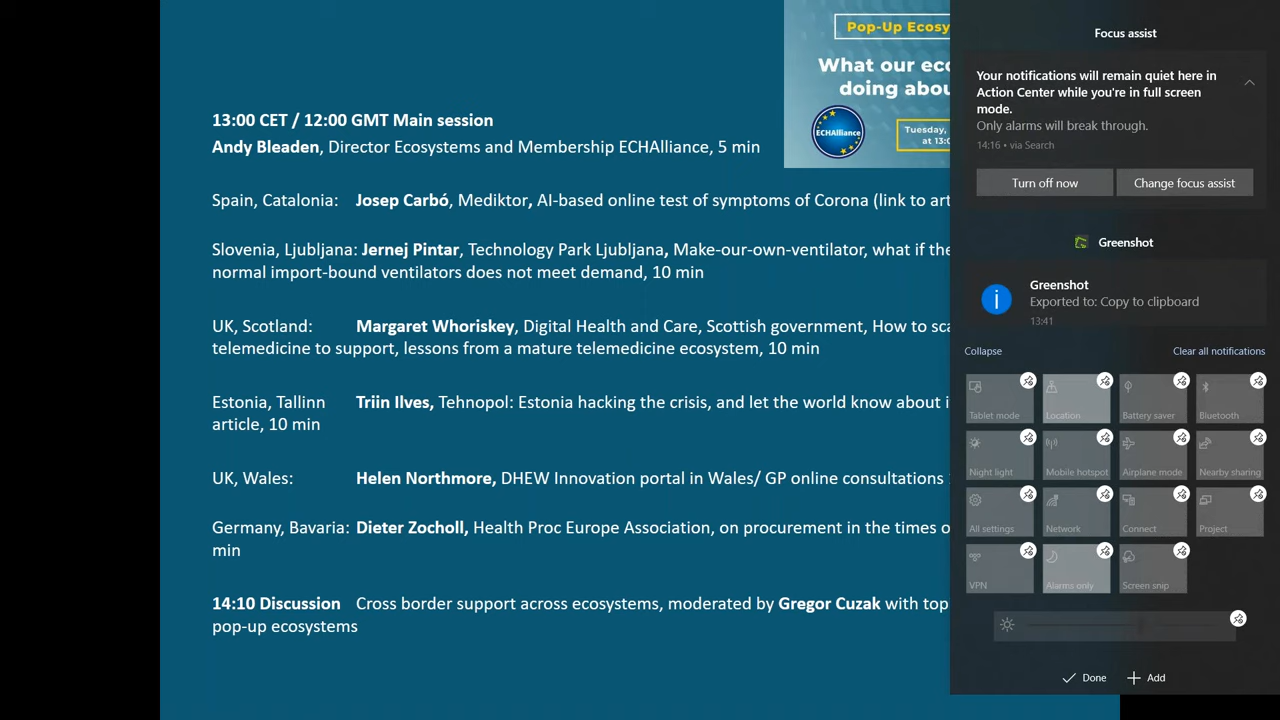 Pop-Up Ecosy
What our
doing abou
ECHAlliance
Tuesday,
13:00 CET / 12:00 GMT Main session
Andy Bleaden, Director Ecosystems and Membership ECHAlliance, 5 min
Spain, Catalonia: Josep Carbó, Mediktor, AI-based online test of symptoms of Corona (link to
Slovenia, Ljubljana: Jernej Pintar, Technology Park Ljubljana, Make-our-own-ventilator, what if
normal import-bound ventilators does not meet demand, 10 min
UK, Scotland: Margaret Whoriskey, Digital Health and Care, Scottish government, How to
telemedicine to support, lessons from a mature telemedicine ecosystem, 10 min
Estonia, Tallinn Triin Ilves, Tehnopol: Estonia hacking the crisis, and let the world know about
article, 10 min
UK, Wales: Helen Northmore, DHEW Innovation portal in Wales/ GP online consultations
Germany, Bavaria: Dieter Zocholl, Health Proc Europe Association, on procurement in the times
min
14:10 Discussion Cross border support across ecosystems, moderated by Gregor Cuzak with top
pop-up ecosystems
Focus assist
Your notifications will remain quiet here in
Action Center while you're in full screen
mode.
Only alarms will break through.
14:16 • via Search
Turn off now Change focus assist
Greenshot
Greenshot
Exported to: Copy to clipboard
13:41
Collapse Clear all notifications
Tablet mode Location Battery saver Bluetooth
Night light Mobile hotspot Airplane mode Nearby sharing
All settings Network Connect Project
VPN Alarms only Screen snip
Done Add